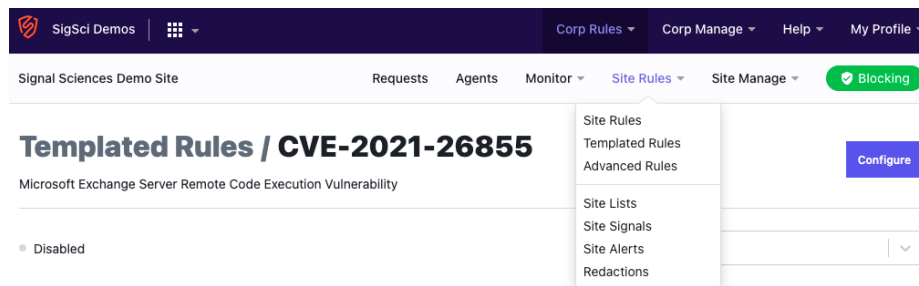 SigSci Demos Corp Rules Corp Manage Help My Profile
Signal Sciences Demo Site Requests Agents Monitor Site Rules Site Manage Blocking
Site Rules
Templated Rules
Advanced Rules
Site Lists
Site Signals
Site Alerts
Redactions
Templated Rules / CVE-2021-26855
Configure
Microsoft Exchange Server Remote Code Execution Vulnerability
Disabled